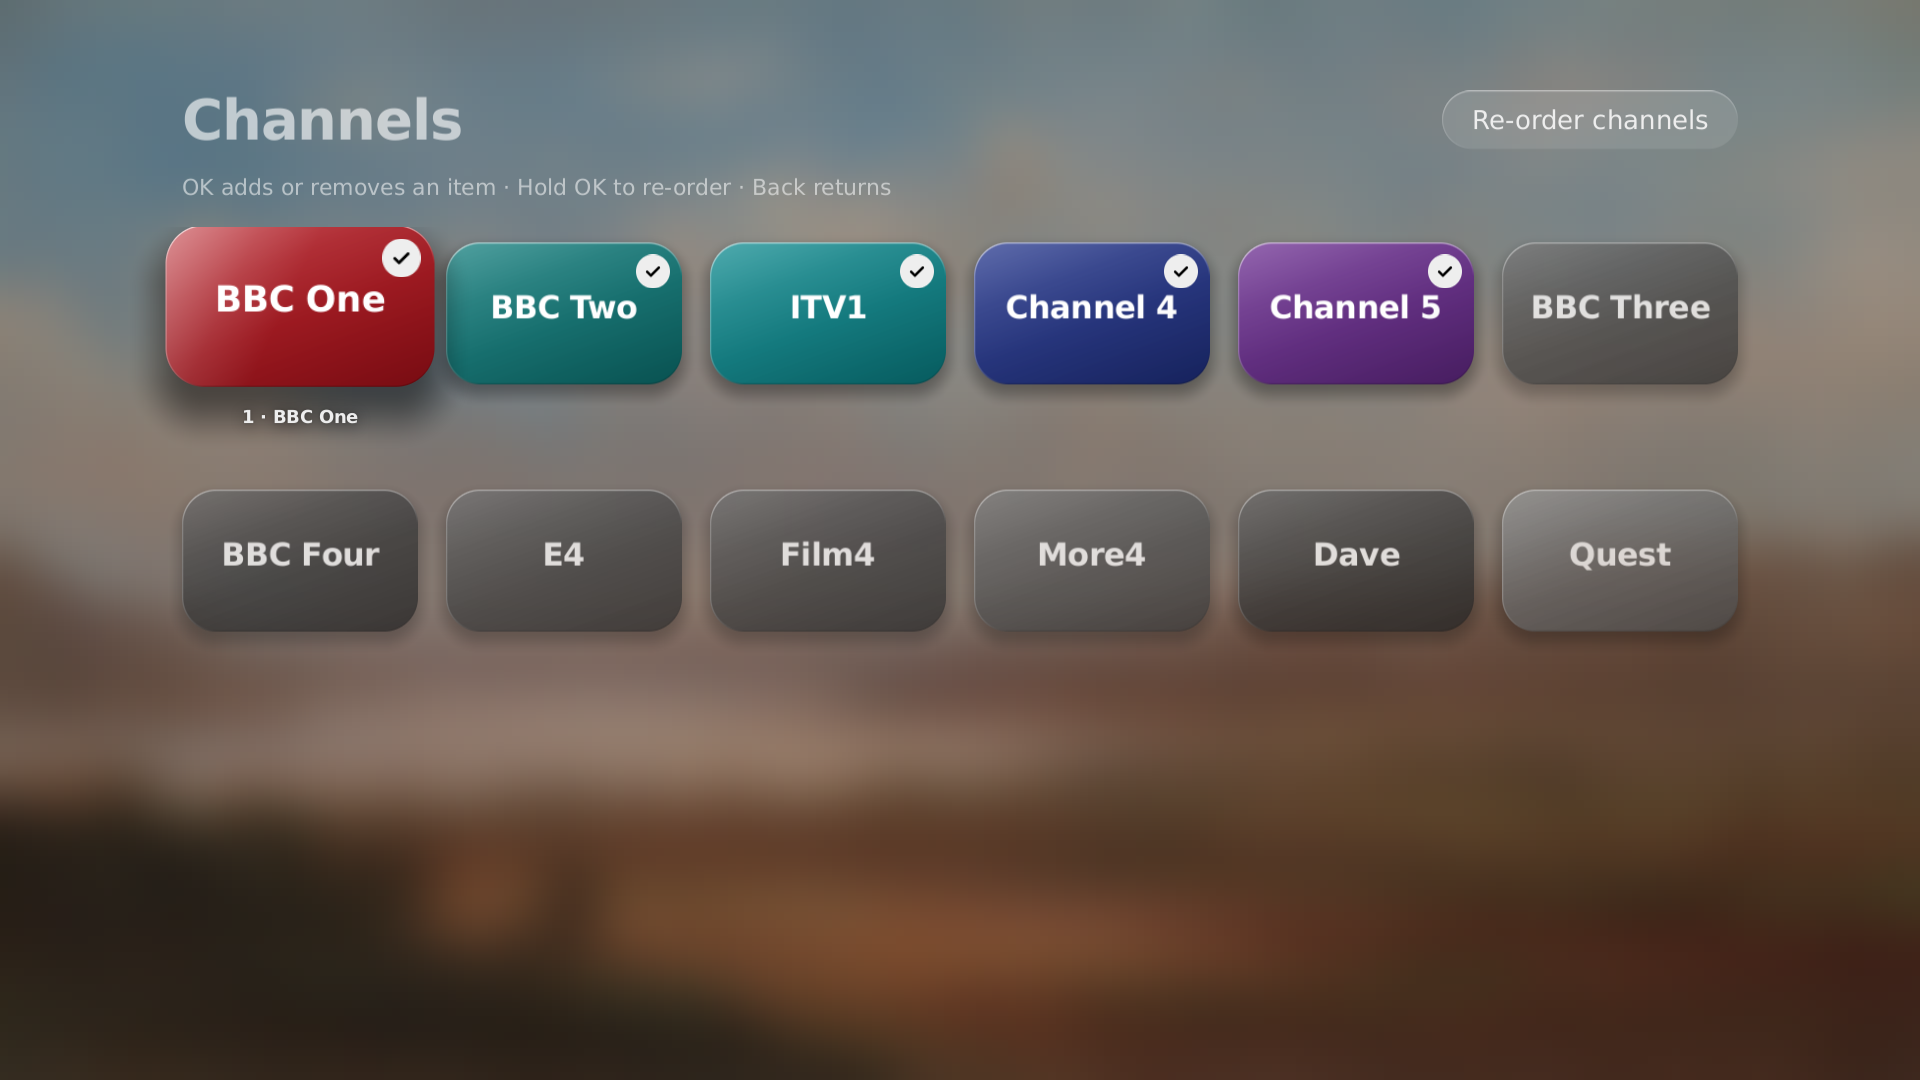 Channels
Re-order channels
OK adds or removes an item · Hold OK to re-order · Back returns
BBC One
BBC Two
ITV1
Channel 4
Channel 5
BBC Three
1 · BBC One
BBC Four
E4
Film4
More4
Dave
Quest